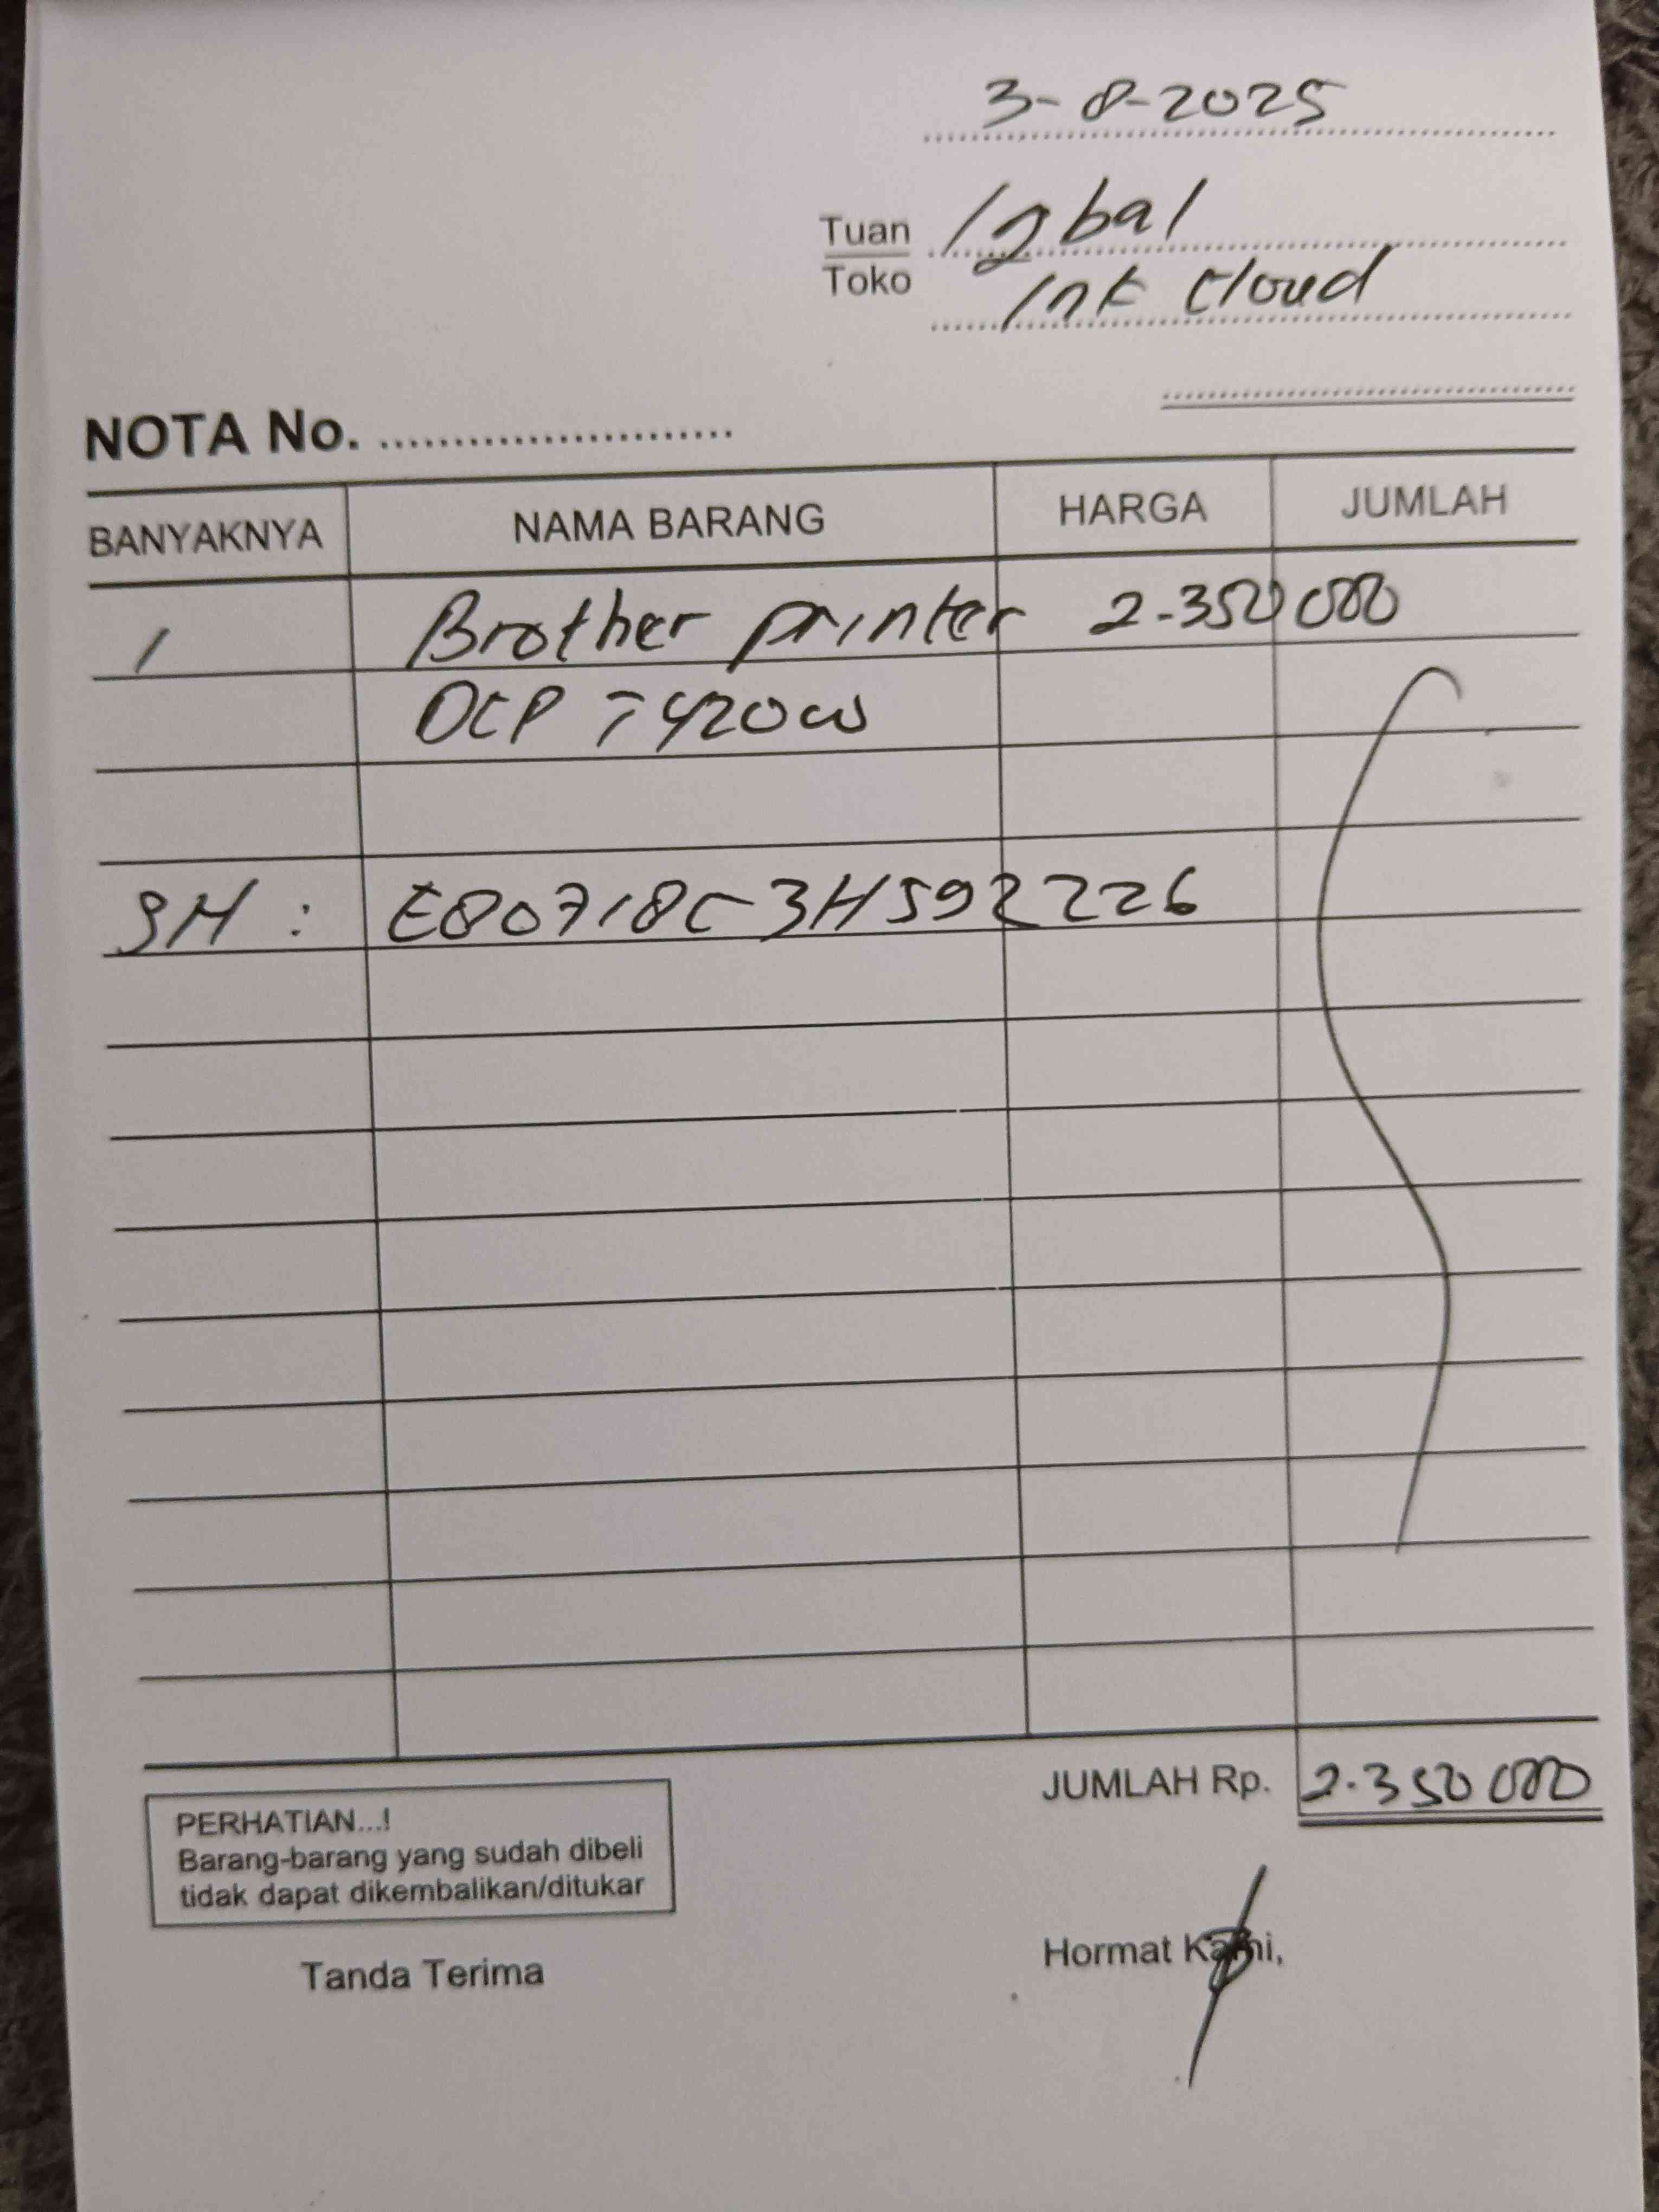 3-8-2025
Tuan Iqbal
Toko Ink Cloud
NOTA No. ........................
BANYAKNYA NAMA BARANG HARGA JUMLAH
1 Brother printer 2.350 000
DCP T420W
SN : E80718C3H592226
JUMLAH Rp. 2.350 000
PERHATIAN...!
Barang-barang yang sudah dibeli
tidak dapat dikembalikan/ditukar
Tanda Terima
Hormat Kami,